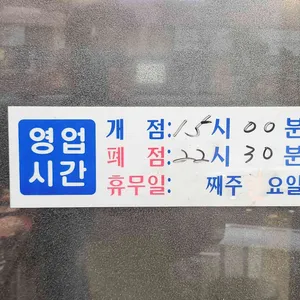 영업
시간
개 점:15시 00분
폐 점:22시 30분
휴무일: 째주 요일